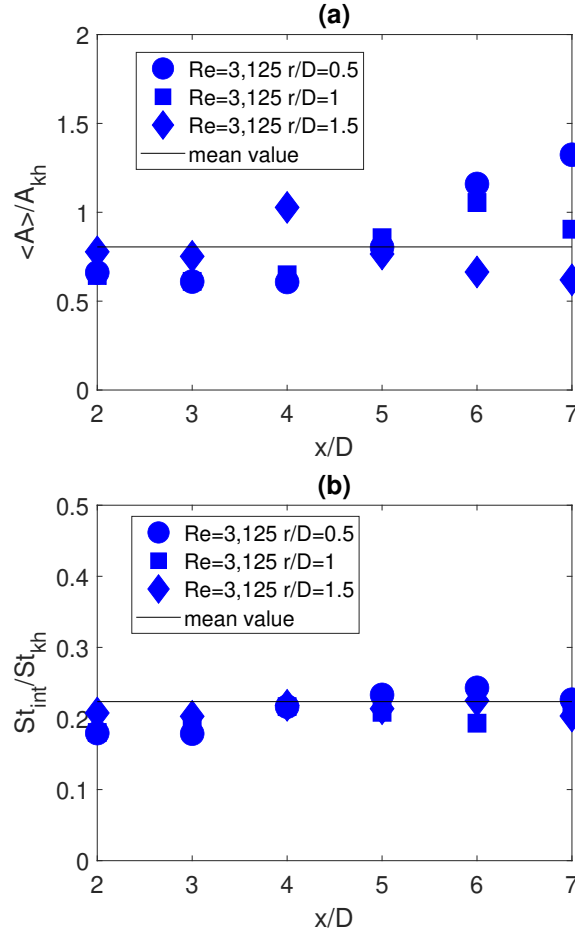 (a)
2
1.5
1
0.5
0
<A>/A_kh
Re=3,125 r/D=0.5
Re=3,125 r/D=1
Re=3,125 r/D=1.5
mean value
2 3 4 5 6 7
x/D
(b)
0.5
0.4
0.3
0.2
0.1
0
St_int/St_kh
Re=3,125 r/D=0.5
Re=3,125 r/D=1
Re=3,125 r/D=1.5
mean value
2 3 4 5 6 7
x/D